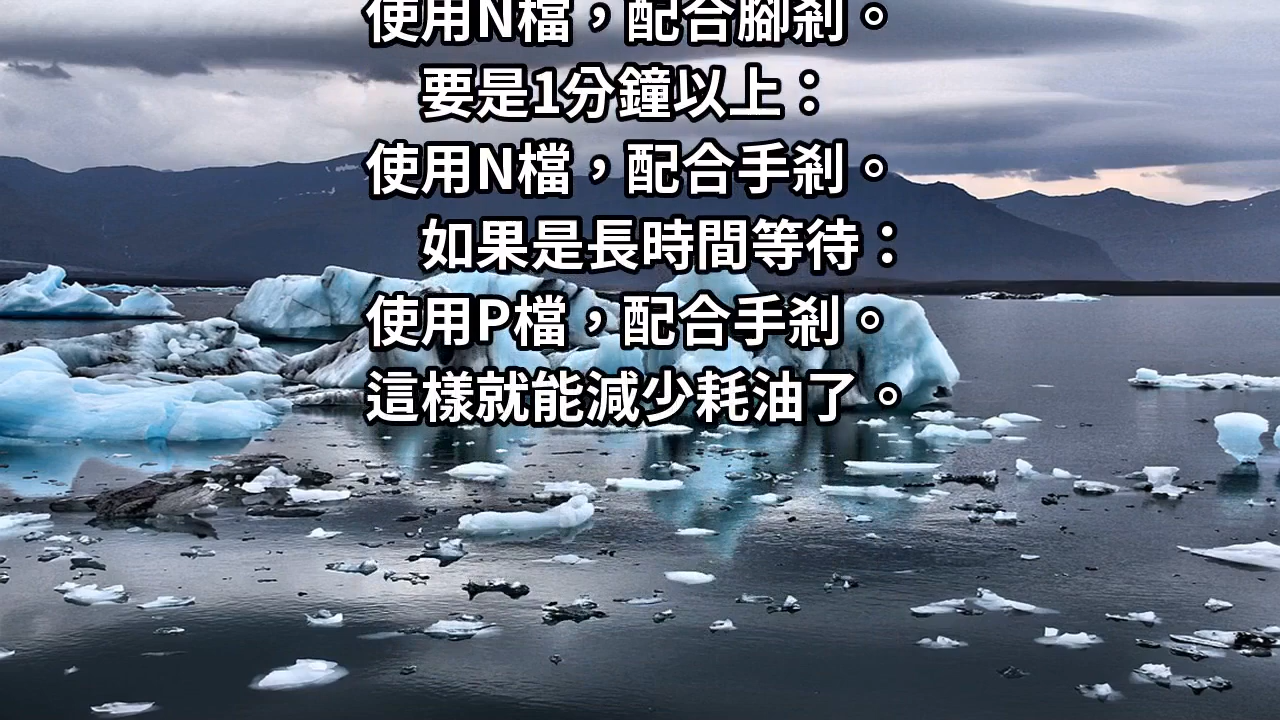 使用N檔，配合腳剎。
要是1分鐘以上：
使用N檔，配合手剎。
如果是長時間等待：
使用P檔，配合手剎。
這樣就能減少耗油了。